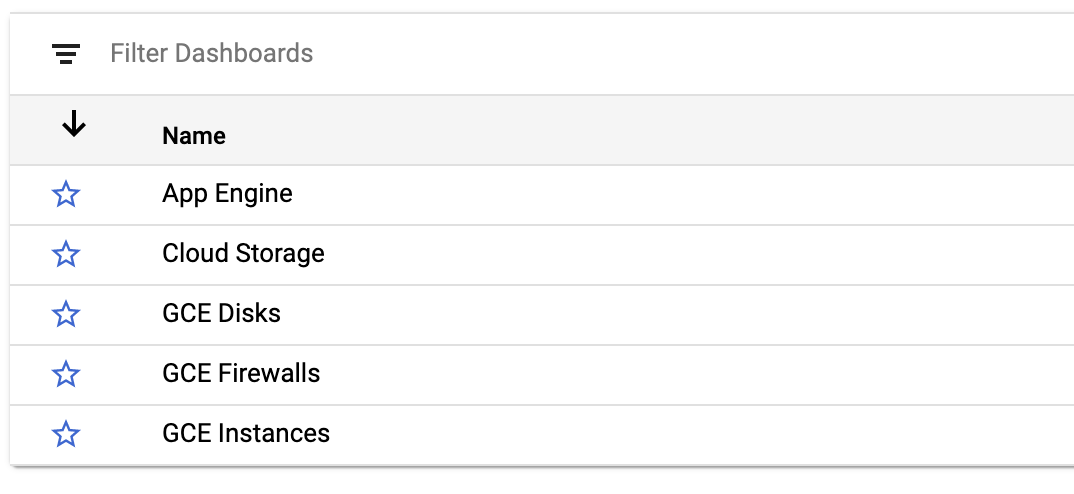 Filter Dashboards
Name
App Engine
Cloud Storage
GCE Disks
GCE Firewalls
GCE Instances